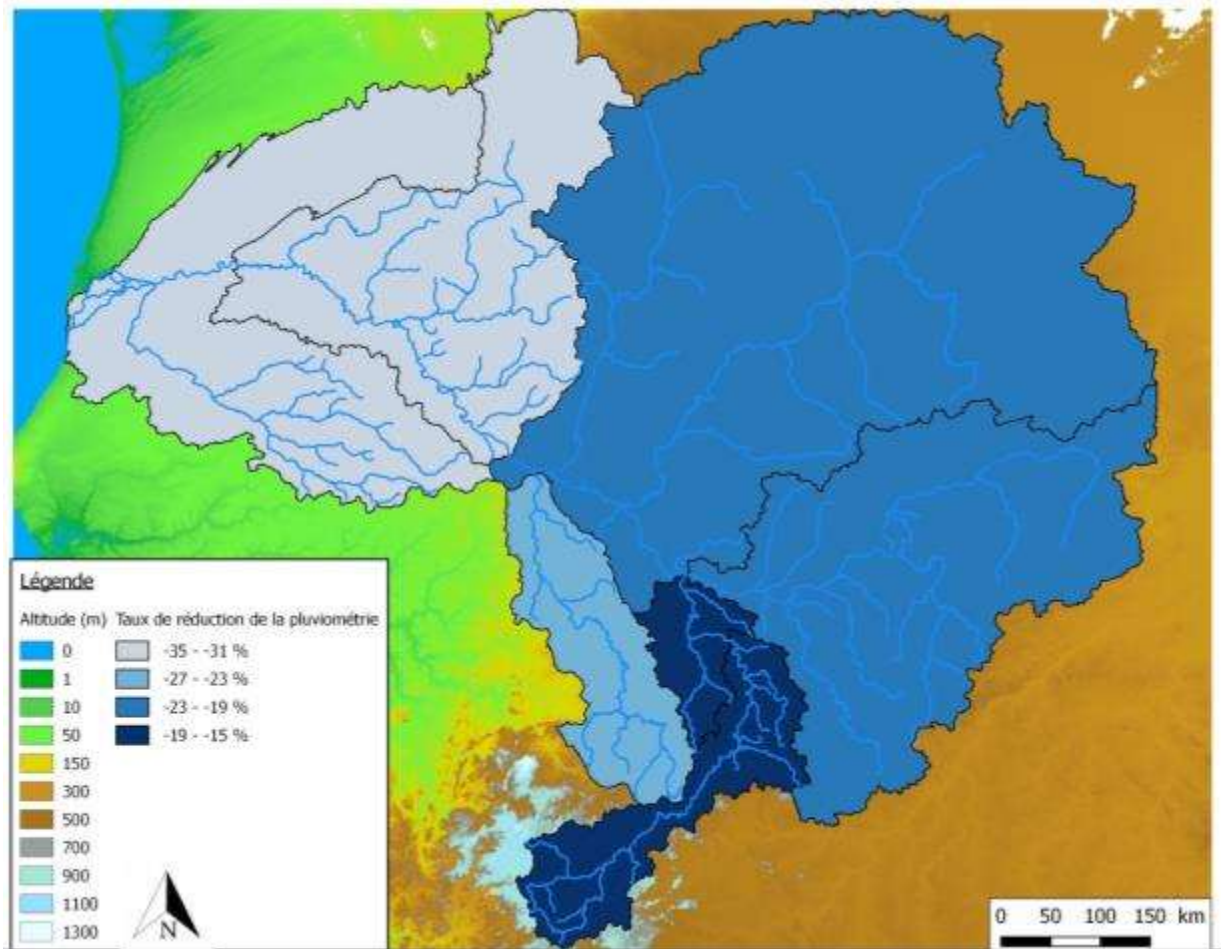 Légende
Altitude (m) Taux de réduction de la pluviométrie
0 -35 - -31 %
1 -27 - -23 %
10 -23 - -19 %
50 -19 - -15 %
150
300
500
700
900
1100
1300
N
0 50 100 150 km